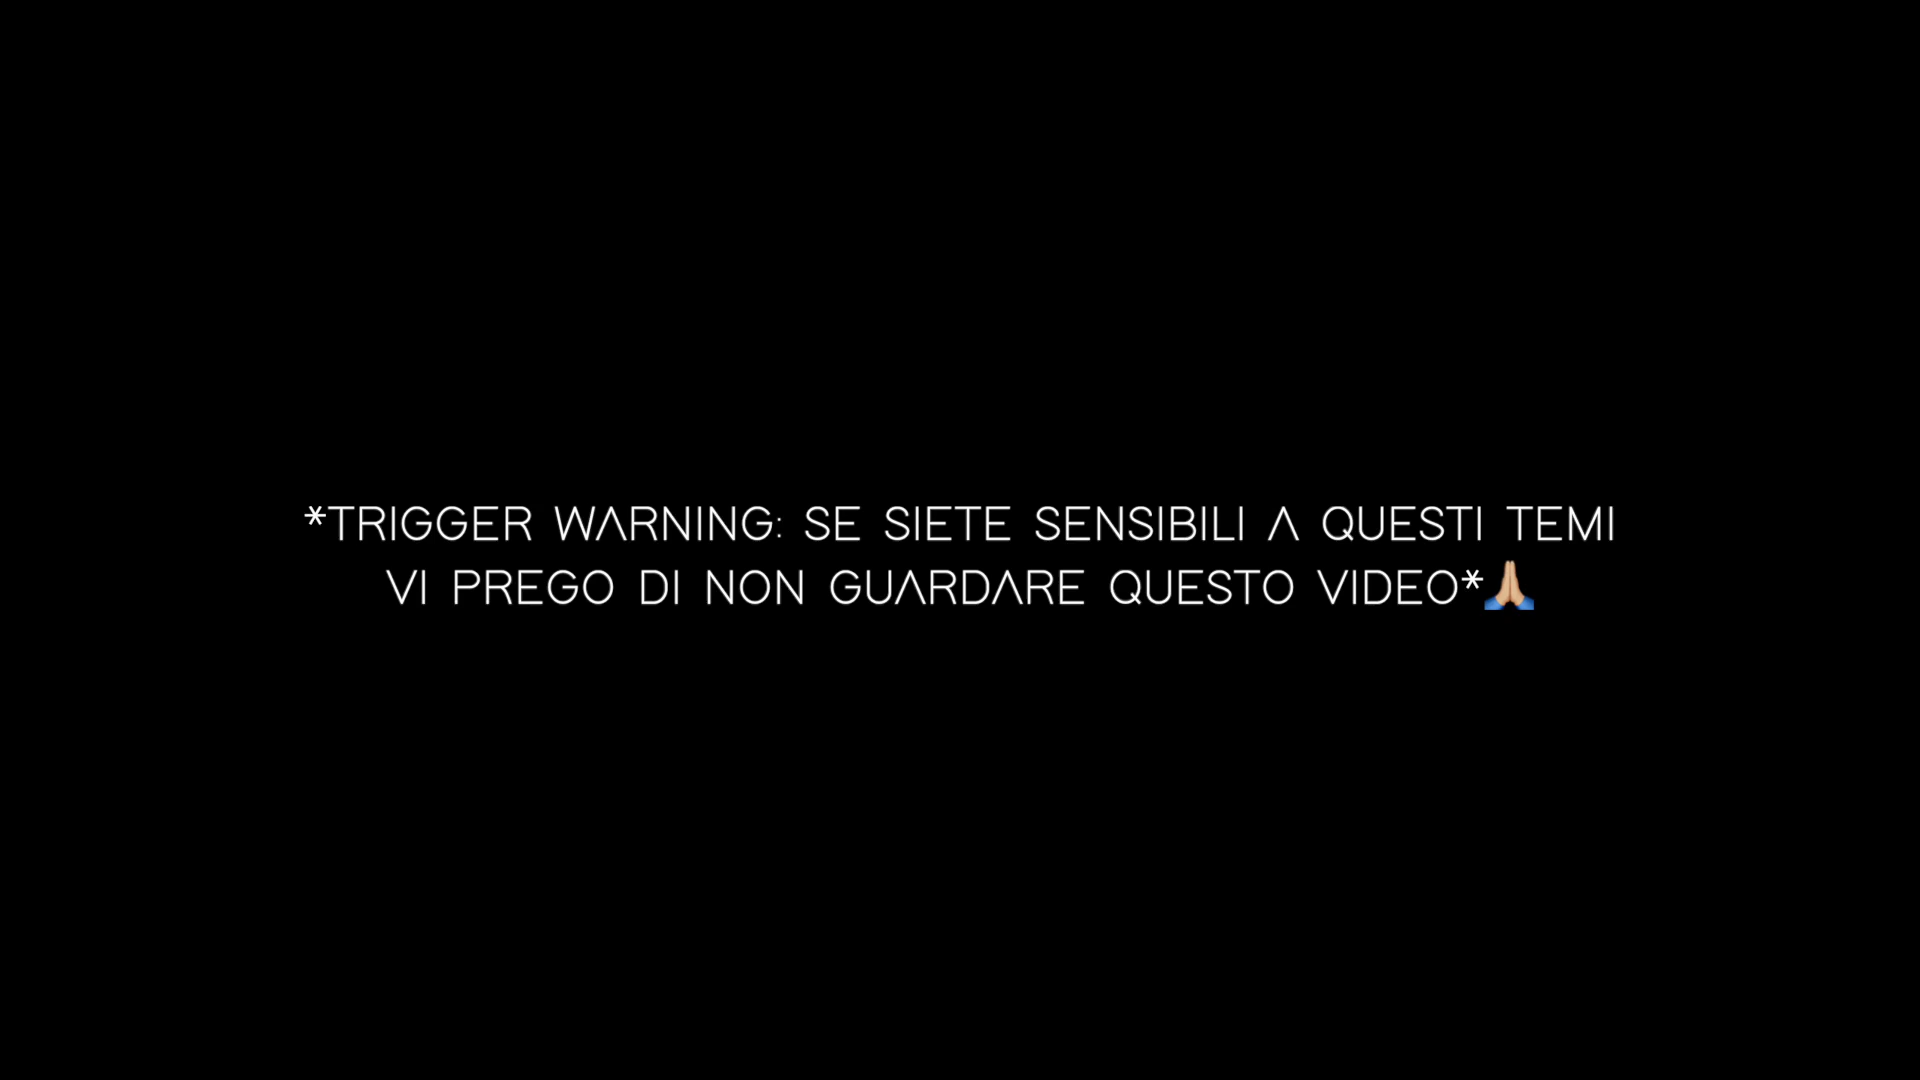 *TRIGGER WARNING: SE SIETE SENSIBILI A QUESTI TEMI
VI PREGO DI NON GUARDARE QUESTO VIDEO*🙏🏼